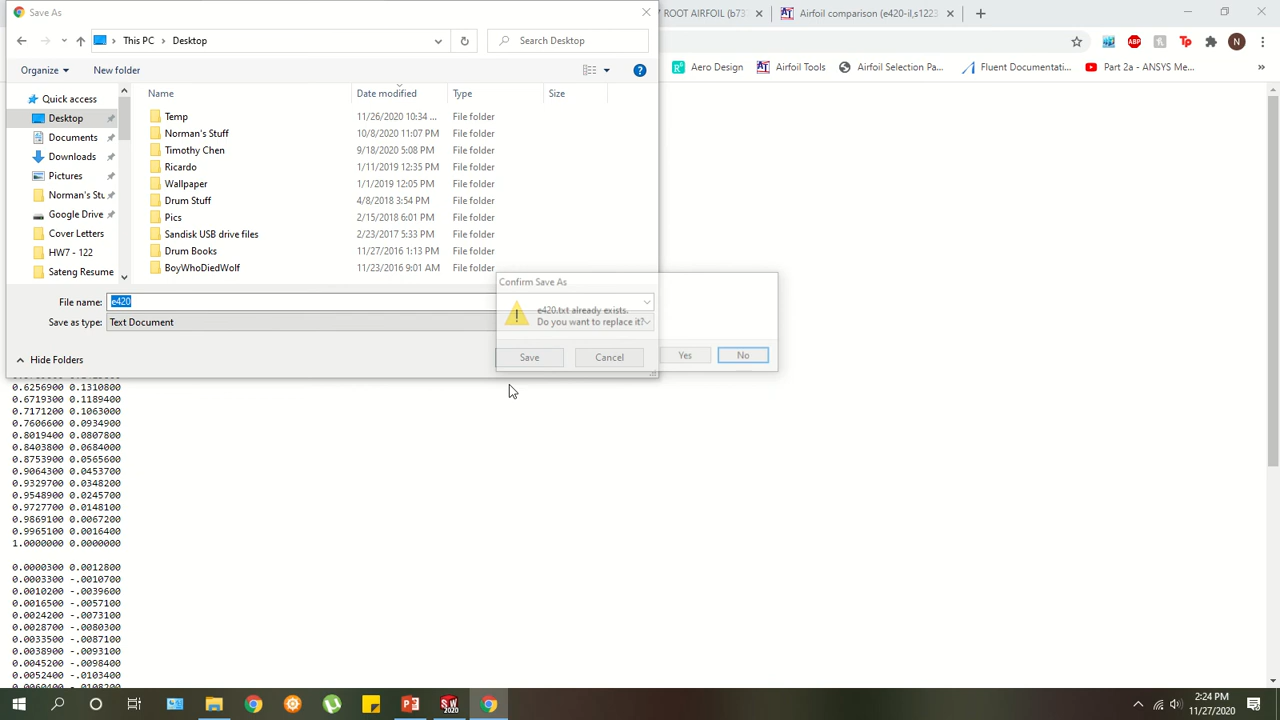 Save As
ROOT AIRFOIL (b73
Airfoil comparison (e420-il,s1223
This PC
Desktop
Search Desktop
N
Organize
New folder
Aero Design
Airfoil Tools
Airfoil Selection Pa...
Fluent Documentati...
Part 2a - ANSYS Me...
»
Name
Date modified
Type
Size
Quick access
Desktop
Documents
Downloads
Pictures
Norman's Stu
Google Drive
Cover Letters
HW7 - 122
Sateng Resume
Temp 11/26/2020 10:34 ... File folder
Norman's Stuff 10/8/2020 11:07 PM File folder
Timothy Chen 9/18/2020 5:08 PM File folder
Ricardo 1/11/2019 12:35 PM File folder
Wallpaper 1/1/2019 12:05 PM File folder
Drum Stuff 4/8/2018 3:54 PM File folder
Pics 2/15/2018 6:01 PM File folder
Sandisk USB drive files 2/23/2017 5:33 PM File folder
Drum Books 11/27/2016 1:13 PM File folder
BoyWhoDiedWolf 11/23/2016 9:01 AM File folder
File name: e420
Save as type: Text Document
Hide Folders
Save
Cancel
Confirm Save As
e420.txt already exists.
Do you want to replace it?
Yes
No
0.6256900 0.1310800
0.6719300 0.1189400
0.7171200 0.1063000
0.7606600 0.0934900
0.8019400 0.0807800
0.8403800 0.0684000
0.8753900 0.0565600
0.9064300 0.0453700
0.9329700 0.0348200
0.9548900 0.0245700
0.9727700 0.0148100
0.9869100 0.0067200
0.9965100 0.0016400
1.0000000 0.0000000
0.0000300 0.0012800
0.0003300 -.0010700
0.0010200 -.0039600
0.0016500 -.0057100
0.0024200 -.0073100
0.0028700 -.0080300
0.0033500 -.0087100
0.0038900 -.0093100
0.0045200 -.0098400
0.0052400 -.0103400
2:24 PM
11/27/2020